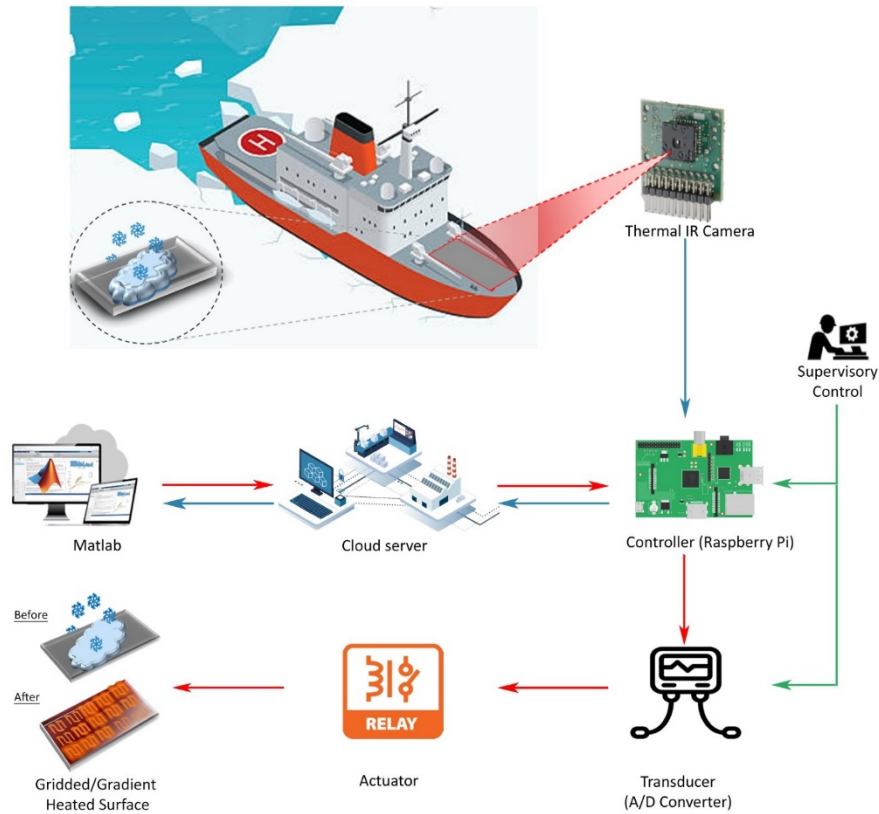 H
Thermal IR Camera
Supervisory
Control
Matlab
Cloud server
Controller (Raspberry Pi)
Before
After
RELAY
Gridded/Gradient
Heated Surface
Actuator
Transducer
(A/D Converter)